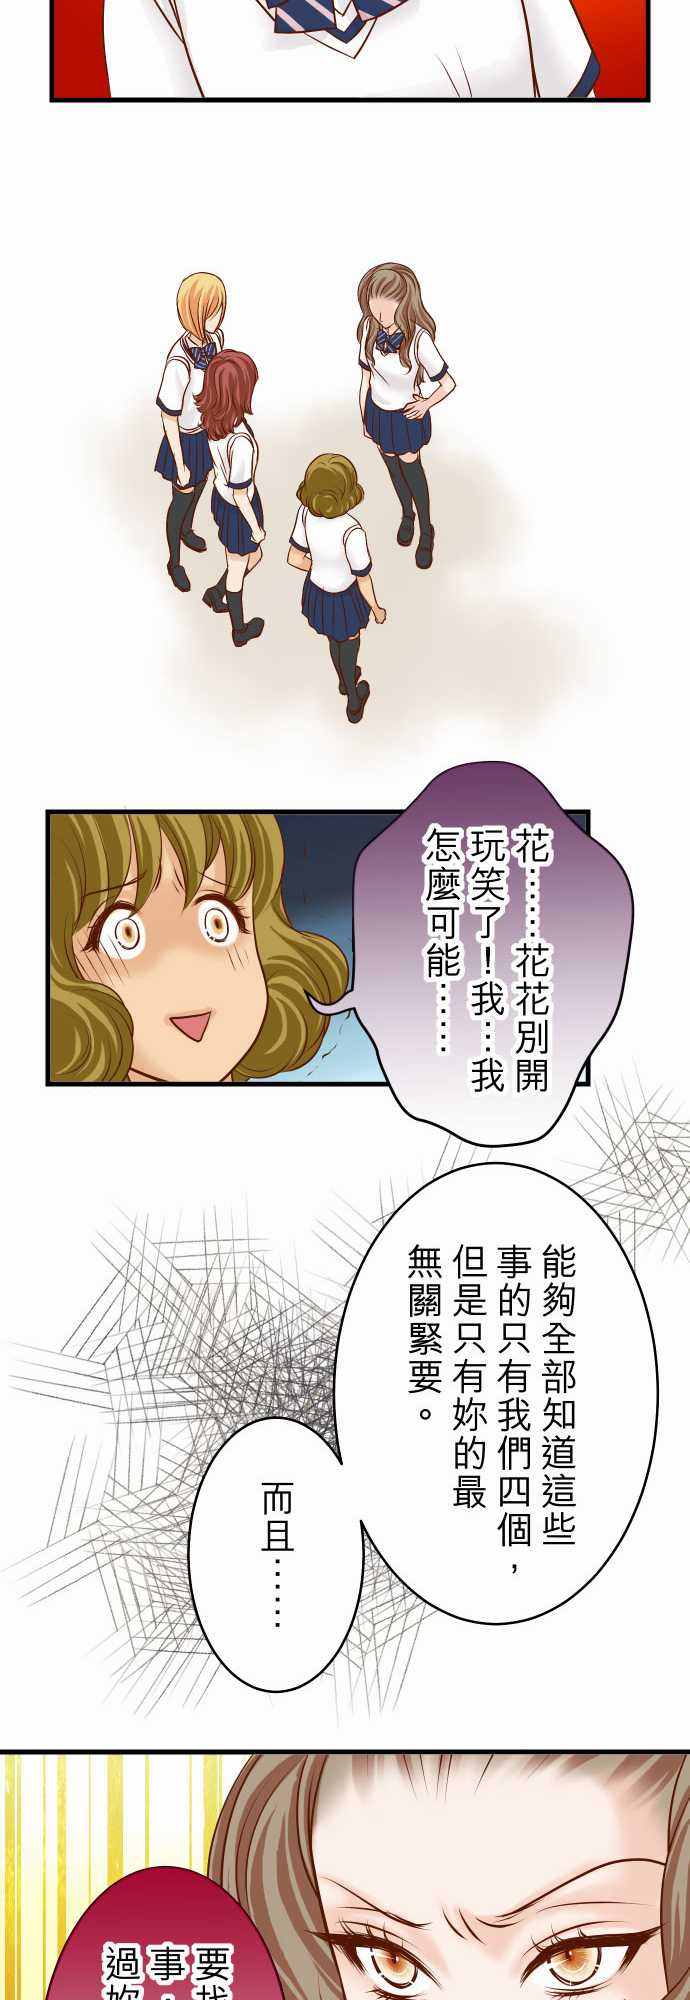 花……花花別開
玩笑了！我…我
怎麼可能……
能夠全部知道這些
事的只有我們四個，
但是只有妳的最
無關緊要。
而且……
要找
事，
過妳